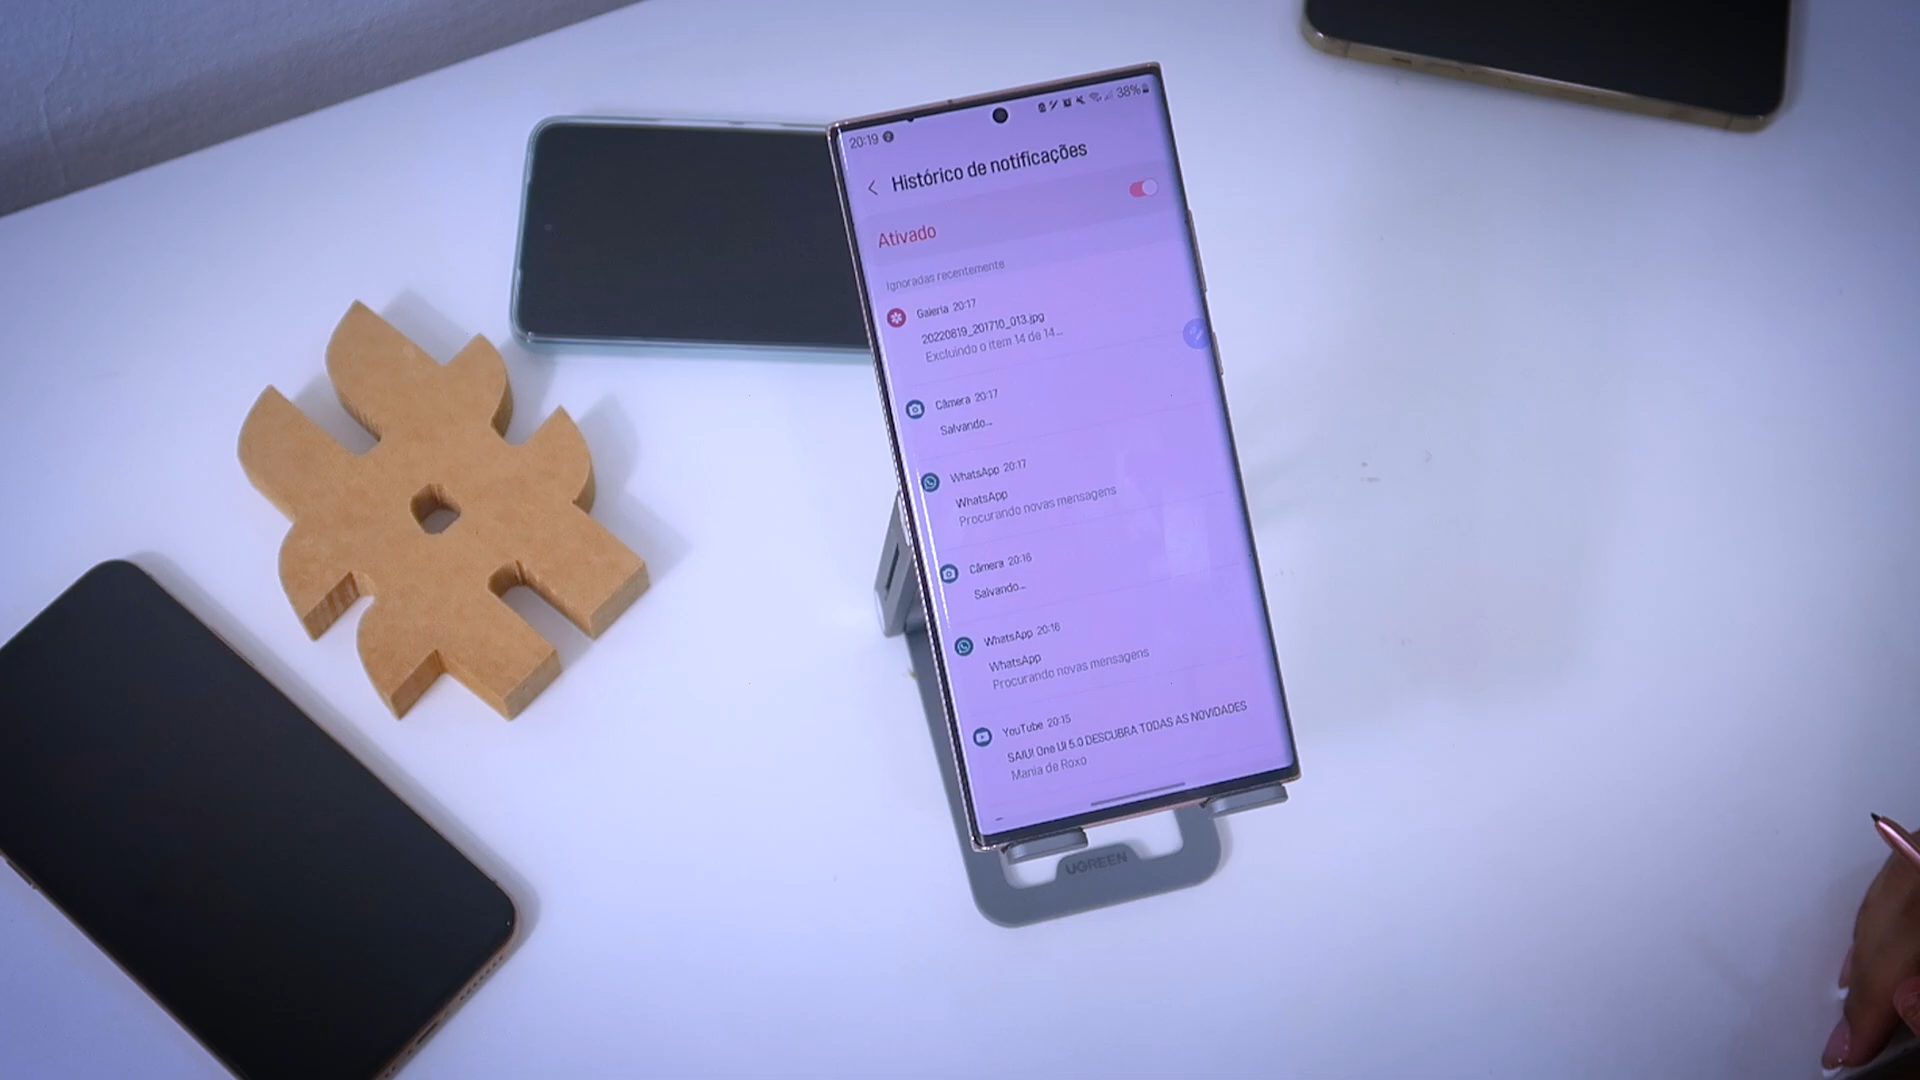 20:19
38%
Histórico de notificações
Ativado
Ignoradas recentemente
Galeria 20:17
20220819_201710_013.jpg
Excluindo o item 14 de 14...
Câmera 20:17
Salvando...
WhatsApp 20:17
WhatsApp
Procurando novas mensagens
Câmera 20:16
Salvando...
WhatsApp 20:16
WhatsApp
Procurando novas mensagens
YouTube 20:15
SAIU! One UI 5.0 DESCUBRA TODAS AS NOVIDADES
Mania de Roxo
UGREEN